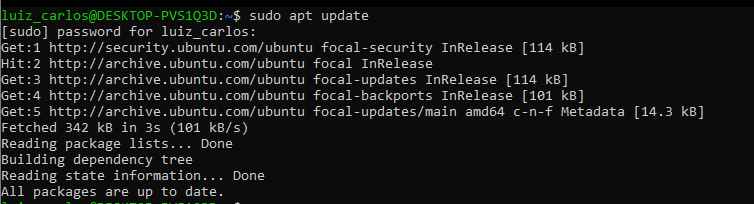 luiz_carlos@DESKTOP-PVS1Q3D:~$ sudo apt update
[sudo] password for luiz_carlos:
Get:1 http://security.ubuntu.com/ubuntu focal-security InRelease [114 kB]
Hit:2 http://archive.ubuntu.com/ubuntu focal InRelease
Get:3 http://archive.ubuntu.com/ubuntu focal-updates InRelease [114 kB]
Get:4 http://archive.ubuntu.com/ubuntu focal-backports InRelease [101 kB]
Get:5 http://archive.ubuntu.com/ubuntu focal-updates/main amd64 c-n-f Metadata [14.3 kB]
Fetched 342 kB in 3s (101 kB/s)
Reading package lists... Done
Building dependency tree
Reading state information... Done
All packages are up to date.
luiz_carlos@DESKTOP-PVS1Q3D:~$